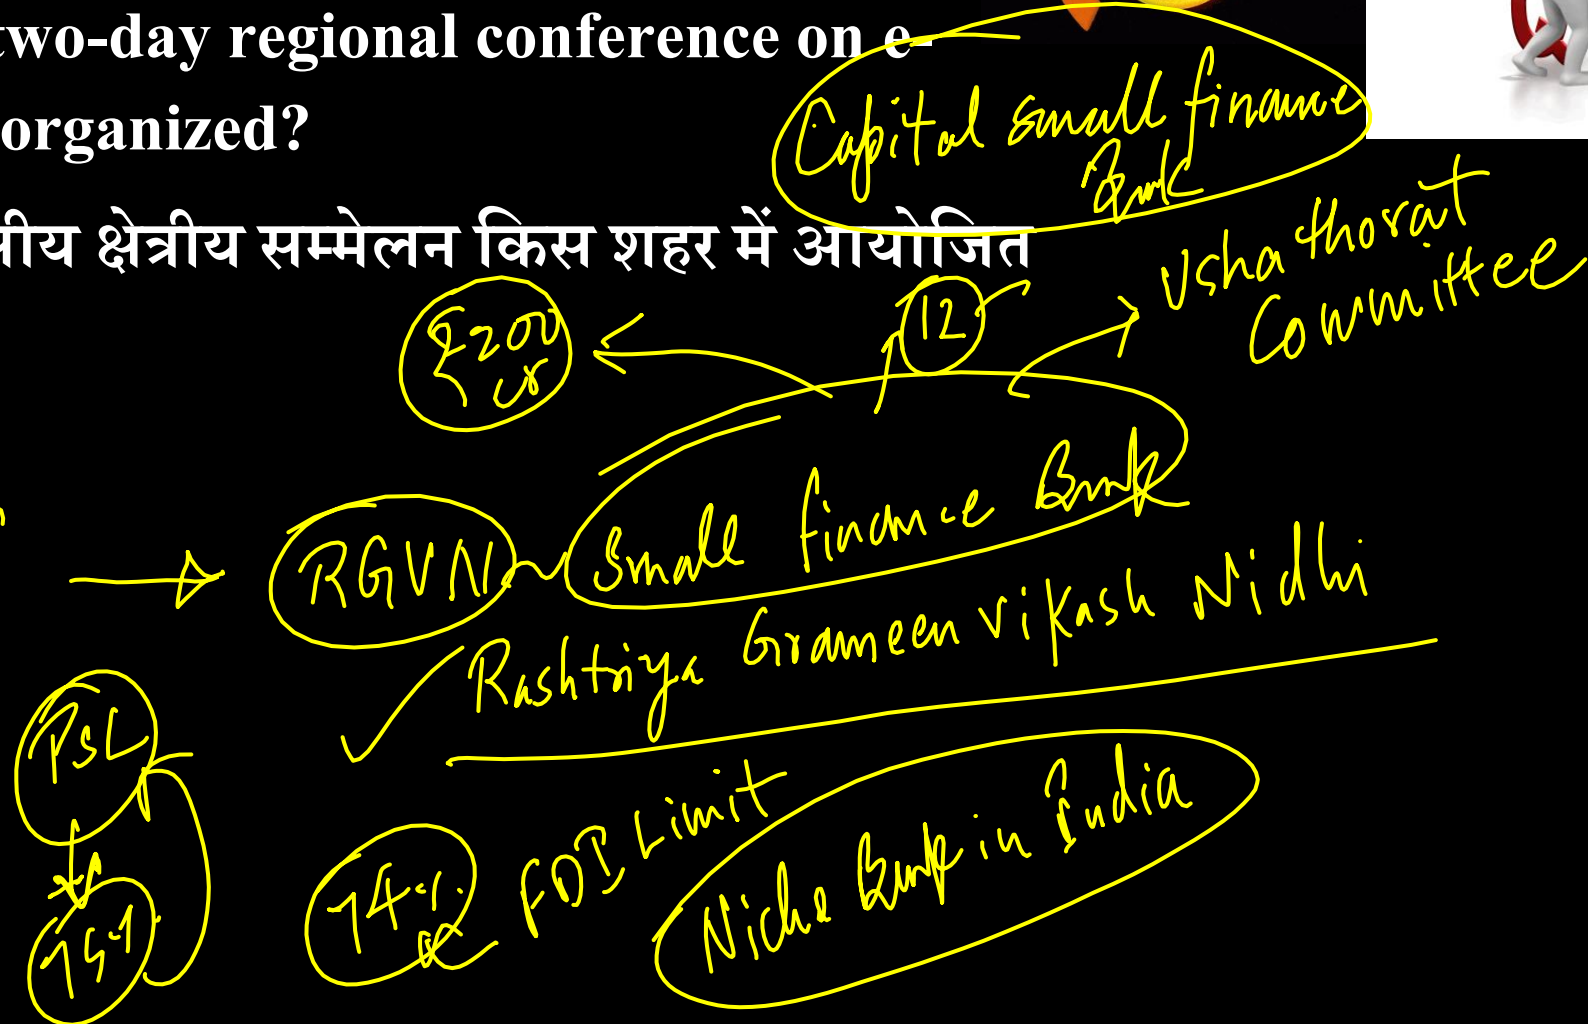 two-day regional conference on e-
organized?
Capital small finance
Bank
क्षेत्रीय सम्मेलन किस शहर में आयोजित
Usha thorat
Committee
12
₹200
cr
Small finance Bank
RGVN
Rashtriya Grameen vikash Nidhi
PSL
75%
74% FDI Limit
Niche Bank in India